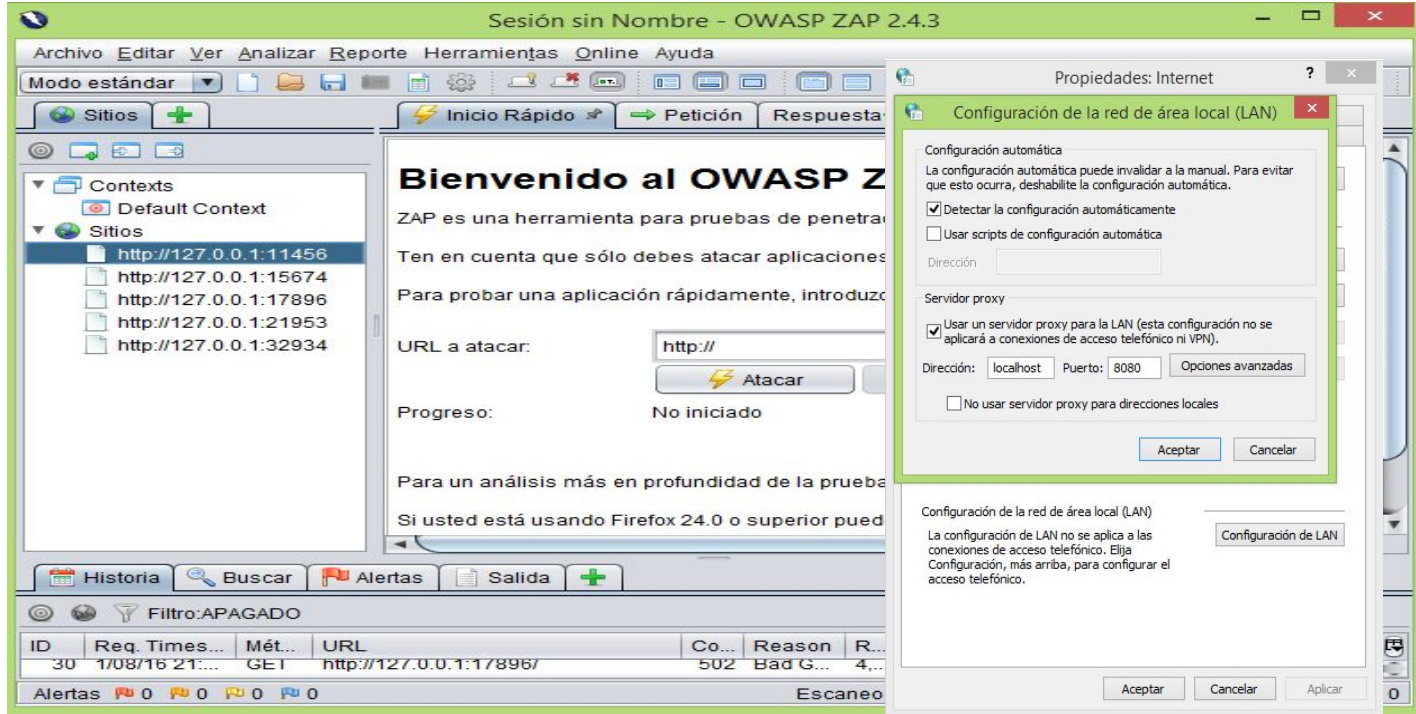 Sesión sin Nombre - OWASP ZAP 2.4.3
Archivo Editar Ver Analizar Reporte Herramientas Online Ayuda
Modo estándar
Sitios
Inicio Rápido
Petición
Respuesta
Contexts
Default Context
Sitios
http://127.0.0.1:11456
http://127.0.0.1:15674
http://127.0.0.1:17896
http://127.0.0.1:21953
http://127.0.0.1:32934
Bienvenido al OWASP Z
ZAP es una herramienta para pruebas de penetra
Ten en cuenta que sólo debes atacar aplicaciones
Para probar una aplicación rápidamente, introduzc
URL a atacar: http://
Atacar
Progreso: No iniciado
Para un análisis más en profundidad de la prueba
Si usted está usando Firefox 24.0 o superior pued
Historia
Buscar
Alertas
Salida
Filtro:APAGADO
ID Req. Times... Mét... URL Co... Reason R...
30 1/08/16 21:... GET http://127.0.0.1:17896/ 502 Bad G... 4,...
Alertas 0 0 0 0 Escaneo
0
Propiedades: Internet ?
Configuración de la red de área local (LAN)
Configuración automática
La configuración automática puede invalidar a la manual. Para evitar
que esto ocurra, deshabilite la configuración automática.
Detectar la configuración automáticamente
Usar scripts de configuración automática
Dirección
Servidor proxy
Usar un servidor proxy para la LAN (esta configuración no se
aplicará a conexiones de acceso telefónico ni VPN).
Dirección: localhost Puerto: 8080 Opciones avanzadas
No usar servidor proxy para direcciones locales
Aceptar Cancelar
Configuración de la red de área local (LAN)
La configuración de LAN no se aplica a las
conexiones de acceso telefónico. Elija
Configuración, más arriba, para configurar el
acceso telefónico.
Configuración de LAN
Aceptar Cancelar Aplicar